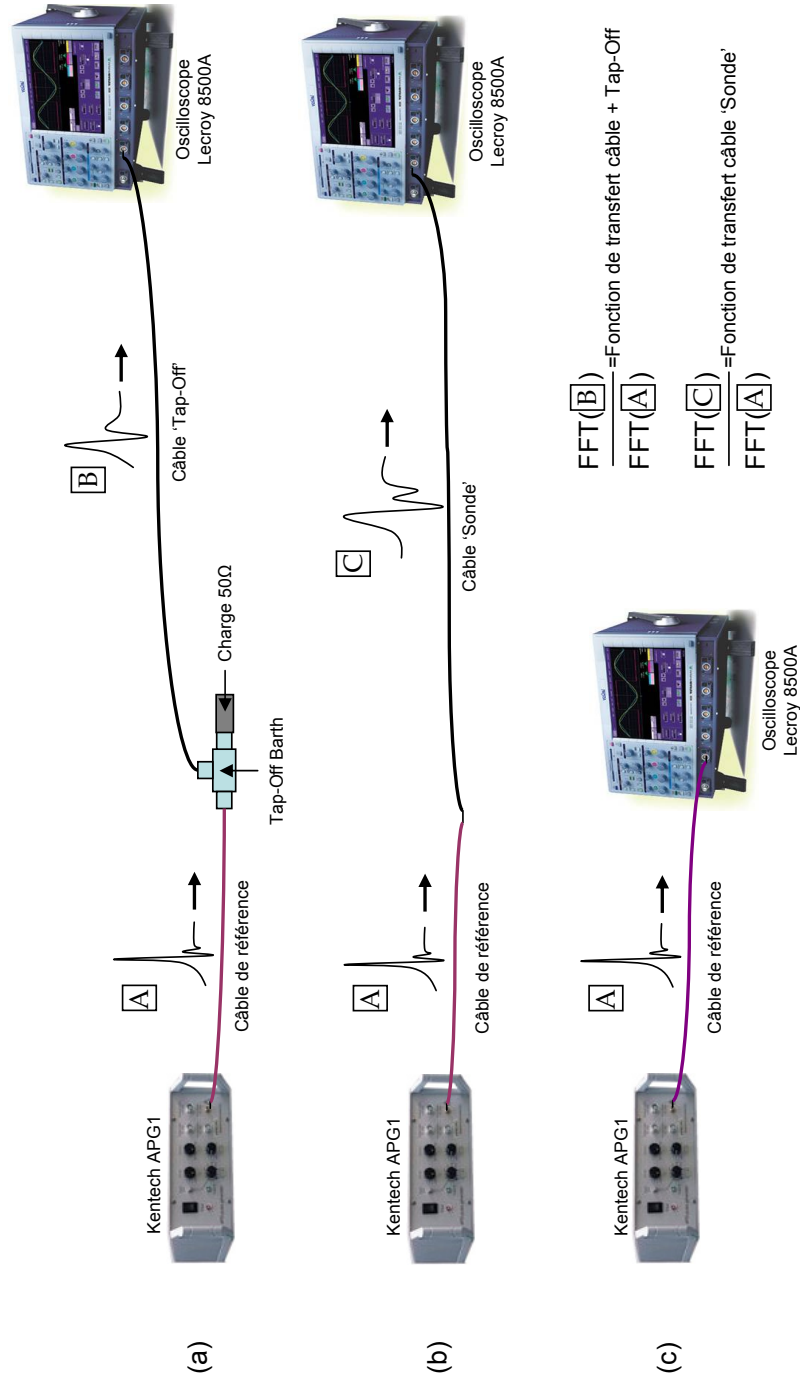 (a)
Kentech APG1
A
Câble de référence
Tap-Off Barth
Charge 50Ω
B
Câble 'Tap-Off'
Oscilloscope
Lecroy 8500A
(b)
Kentech APG1
A
Câble de référence
C
Câble 'Sonde'
Oscilloscope
Lecroy 8500A
(c)
Kentech APG1
A
Câble de référence
Oscilloscope
Lecroy 8500A
FFT(B)
=Fonction de transfert câble + Tap-Off
FFT(A)
FFT(C)
=Fonction de transfert câble 'Sonde'
FFT(A)